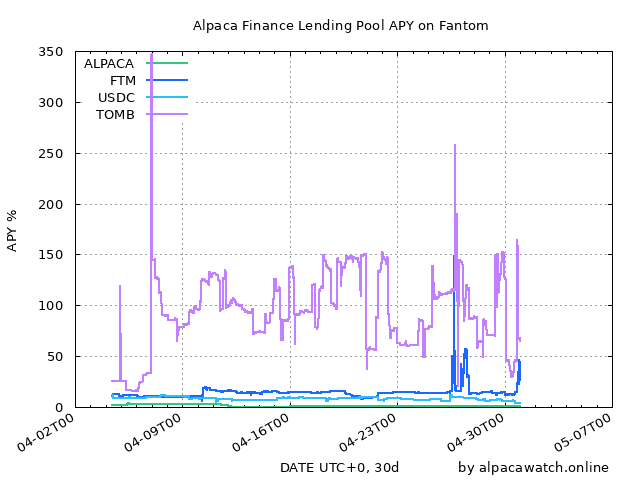 Alpaca Finance Lending Pool APY on Fantom
350
300
250
200
150
100
50
0
APY %
ALPACA
FTM
USDC
TOMB
04-02T00
04-09T00
04-16T00
04-23T00
04-30T00
05-07T00
DATE UTC+0, 30d
by alpacawatch.online